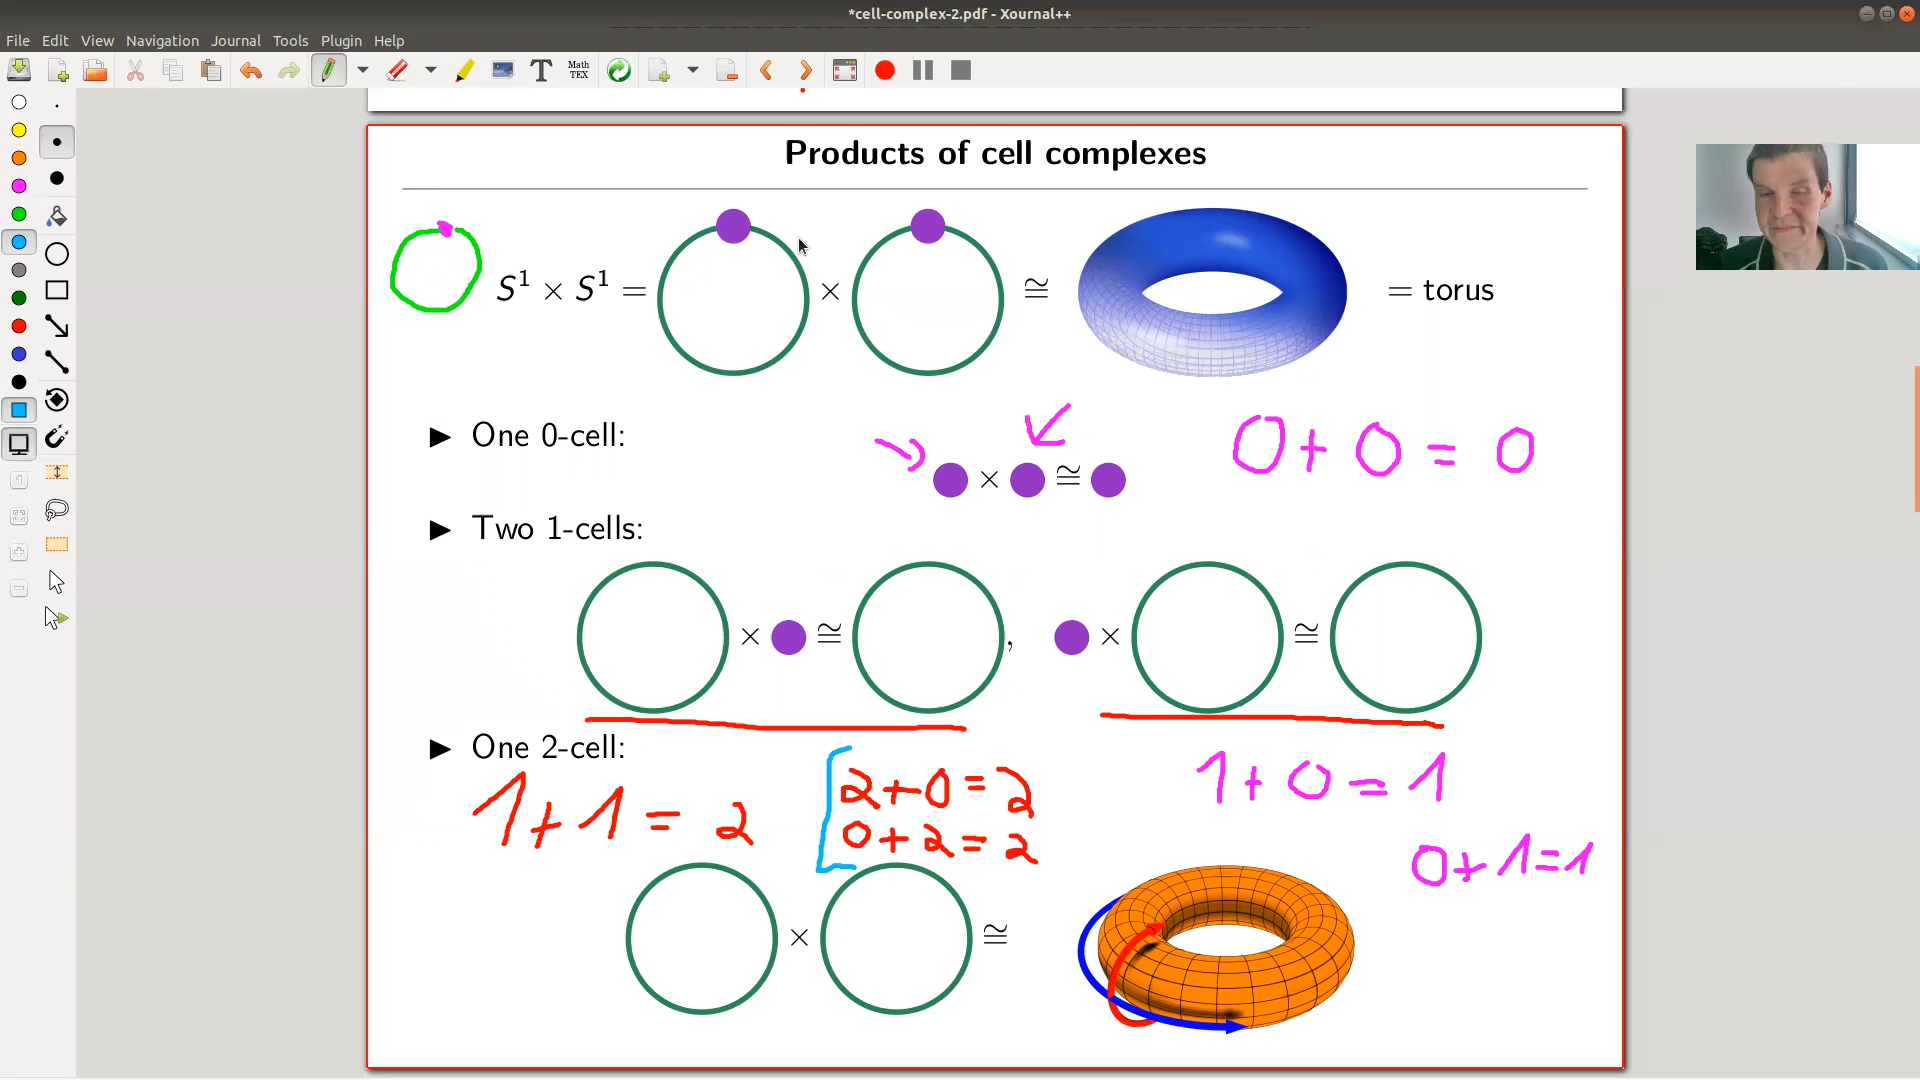 *cell-complex-2.pdf - Xournal++
File Edit View Navigation Journal Tools Plugin Help
T Math TEX
Products of cell complexes
S¹ × S¹ = × ≅ = torus
▶ One 0-cell:
0 + 0 = 0
× ≅
▶ Two 1-cells:
× ≅ , × ≅
▶ One 2-cell:
1 + 1 = 2
2 + 0 = 2
0 + 2 = 2
1 + 0 = 1
0 + 1 = 1
× ≅